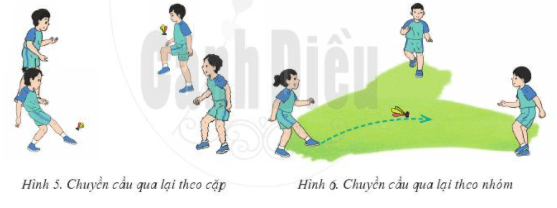 Cánh Diều
Hình 5. Chuyền cầu qua lại theo cặp
Hình 6. Chuyền cầu qua lại theo nhóm